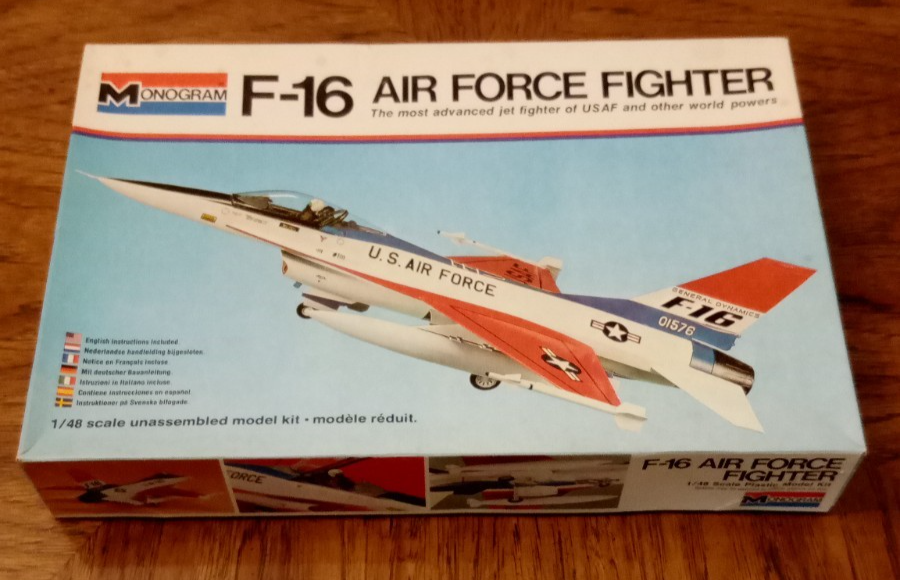 MONOGRAM
F-16 AIR FORCE FIGHTER
The most advanced jet fighter of USAF and other world powers
U.S. AIR FORCE
GENERAL DYNAMICS
F-16
01576
English instructions included
Nederlandse handleiding bijgesloten.
Notice en Français incluse
Mit deutscher Bauanleitung.
Istruzioni in Italiano incluse
Contiene instrucciones en español.
Instruktioner på Svenska bifogade.
1/48 scale unassembled model kit • modèle réduit.
ORCE
F-16 AIR FORCE
FIGHTER
1/48 Scale Plastic Model Kit
MONOGRAM